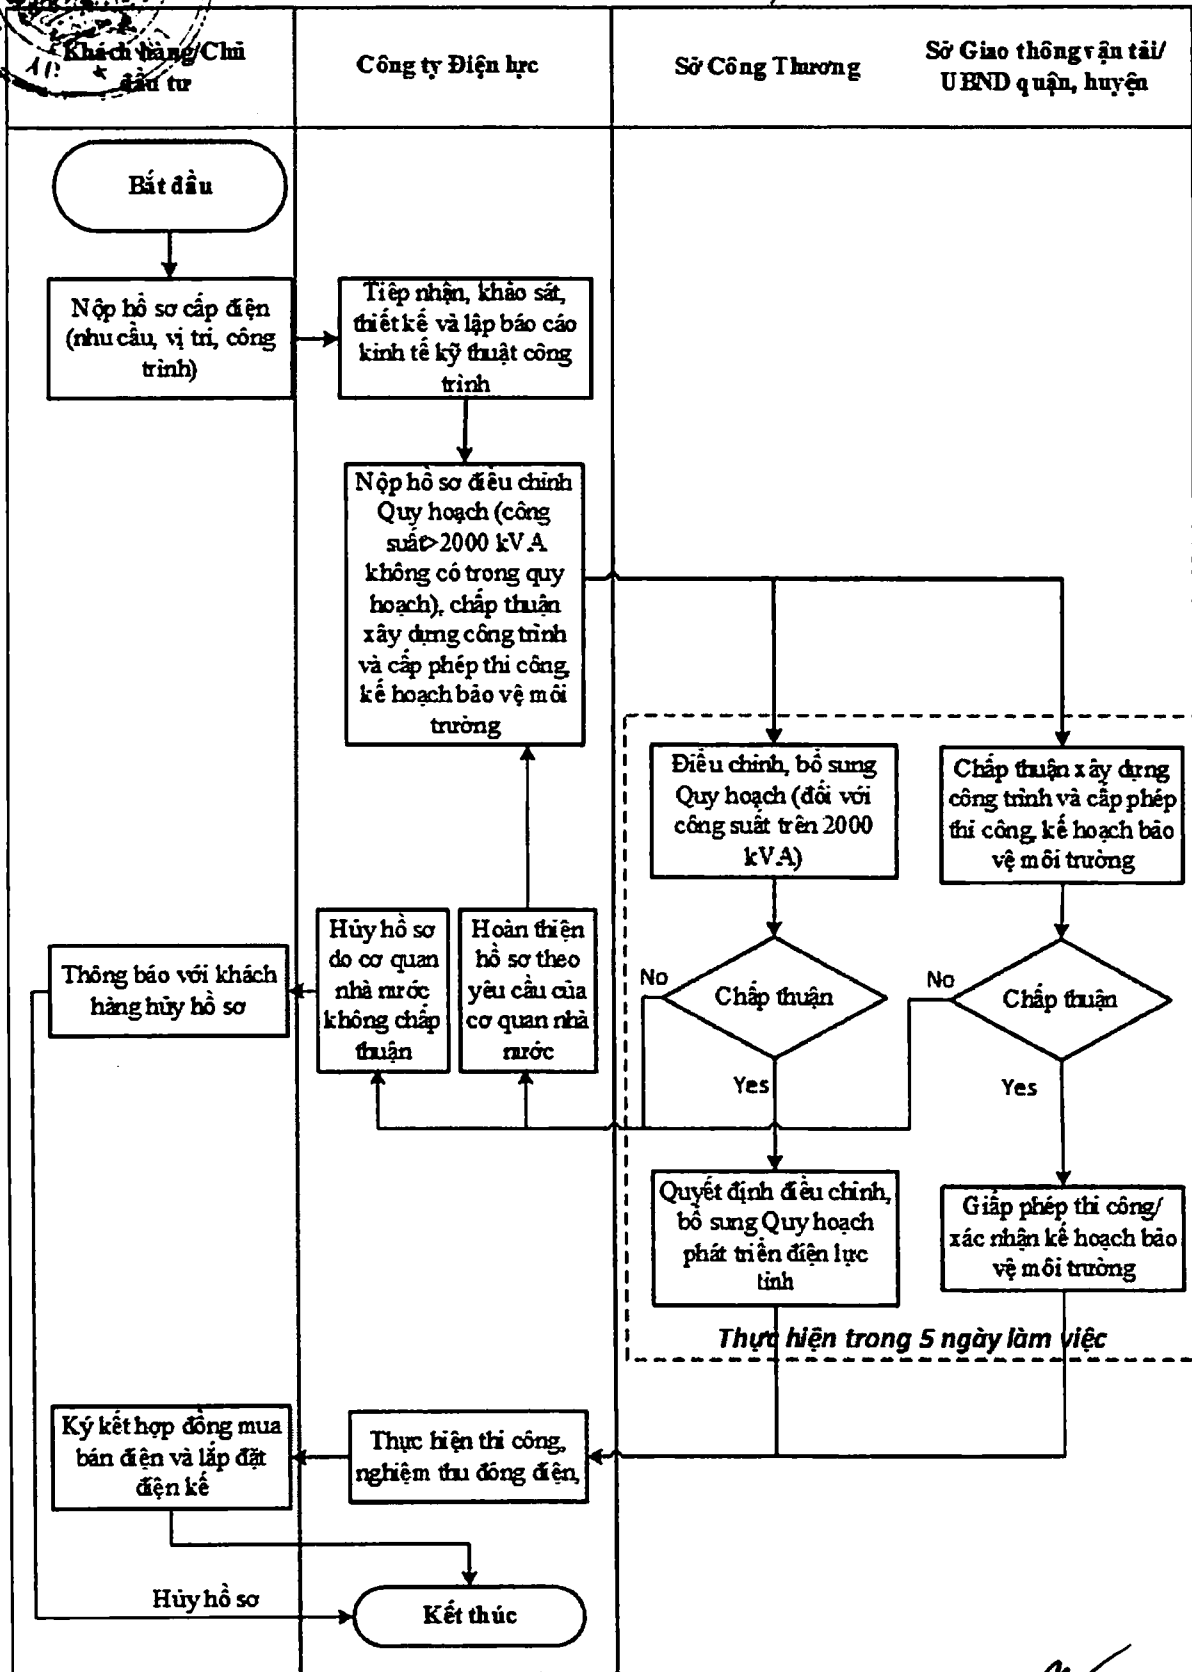 Khách hàng/Chủ
đầu tư
Công ty Điện lực
Sở Công Thương
Sở Giao thông vận tải/
UBND quận, huyện
Bắt đầu
Nộp hồ sơ cấp điện
(nhu cầu, vị trí, công
trình)
Tiếp nhận, khảo sát,
thiết kế và lập báo cáo
kinh tế kỹ thuật công
trình
Nộp hồ sơ điều chỉnh
Quy hoạch (công
suất>2000 kVA
không có trong quy
hoạch), chấp thuận
xây dựng công trình
và cấp phép thi công,
kế hoạch bảo vệ môi
trường
Điều chỉnh, bổ sung
Quy hoạch (đối với
công suất trên 2000
kVA)
Chấp thuận xây dựng
công trình và cấp phép
thi công, kế hoạch bảo
vệ môi trường
Thông báo với khách
hàng hủy hồ sơ
Hủy hồ sơ
do cơ quan
nhà nước
không chấp
thuận
Hoàn thiện
hồ sơ theo
yêu cầu của
cơ quan nhà
nước
No
Chấp thuận
No
Chấp thuận
Yes
Yes
Quyết định điều chỉnh,
bổ sung Quy hoạch
phát triển điện lực
tỉnh
Giấp phép thi công/
xác nhận kế hoạch bảo
vệ môi trường
Thực hiện trong 5 ngày làm việc
Ký kết hợp đồng mua
bán điện và lắp đặt
điện kế
Thực hiện thi công,
nghiệm thu đóng điện,
Hủy hồ sơ
Kết thúc